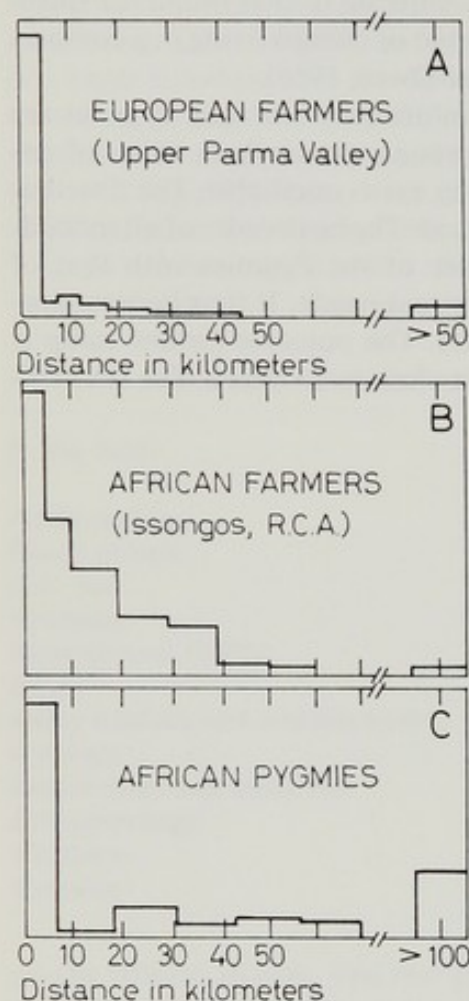 A
EUROPEAN FARMERS
(Upper Parma Valley)
0 10 20 30 40 50 >50
Distance in kilometers
B
AFRICAN FARMERS
(Issongos, R.C.A.)
C
AFRICAN PYGMIES
0 10 20 30 40 50 >100
Distance in kilometers